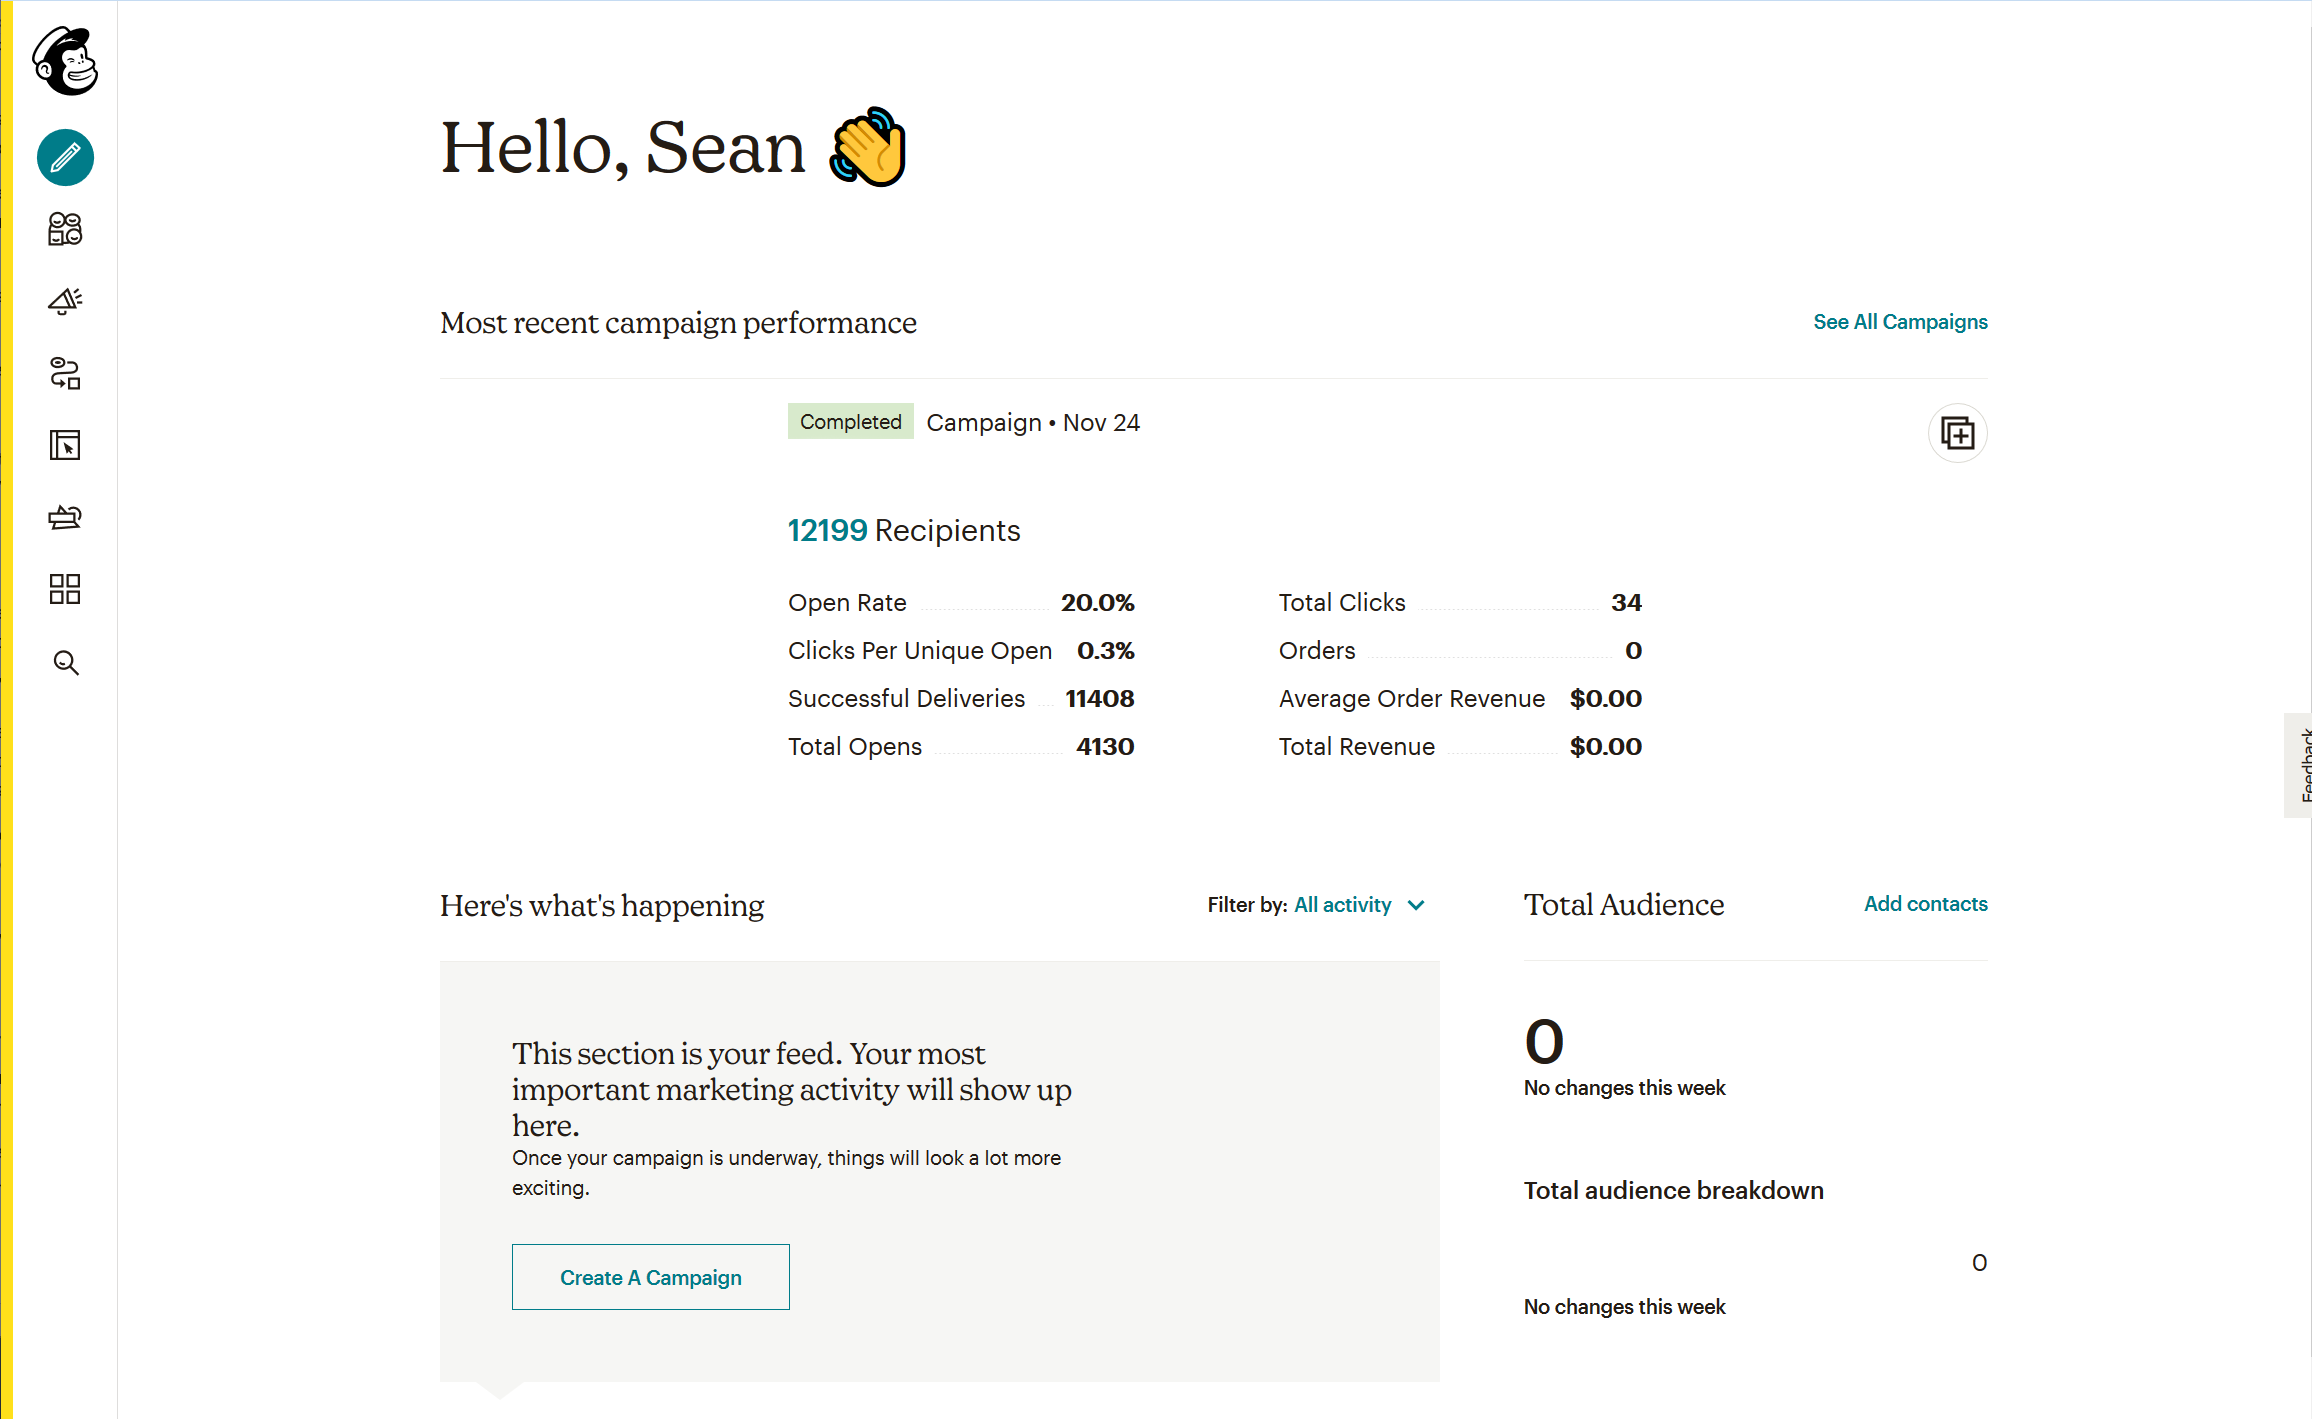 Hello, Sean 👋
Most recent campaign performance
See All Campaigns
Completed Campaign • Nov 24
12199 Recipients
Open Rate 20.0%
Clicks Per Unique Open 0.3%
Successful Deliveries 11408
Total Opens 4130
Total Clicks 34
Orders 0
Average Order Revenue $0.00
Total Revenue $0.00
Feedback
Here's what's happening
Filter by: All activity
This section is your feed. Your most
important marketing activity will show up
here.
Once your campaign is underway, things will look a lot more
exciting.
Create A Campaign
Total Audience
Add contacts
0
No changes this week
Total audience breakdown
0
No changes this week